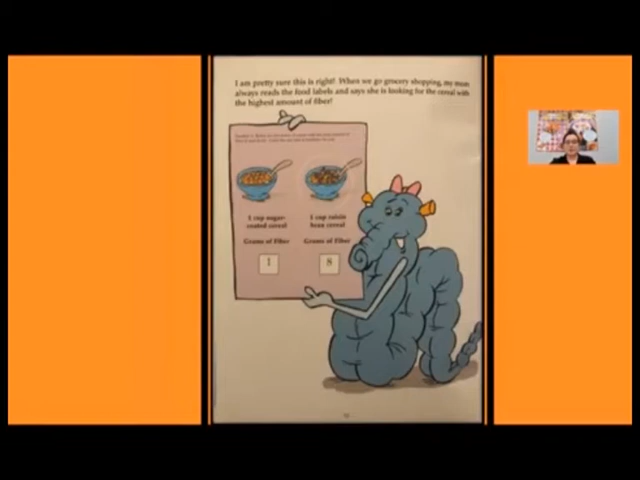 I am pretty sure this is right! When we go grocery shopping, my mom
always reads the food labels and says she is looking for the cereal with
the highest amount of fiber!
1 cup sugar-
coated cereal
1 cup raisin
bran cereal
Grams of Fiber
Grams of Fiber
1
8